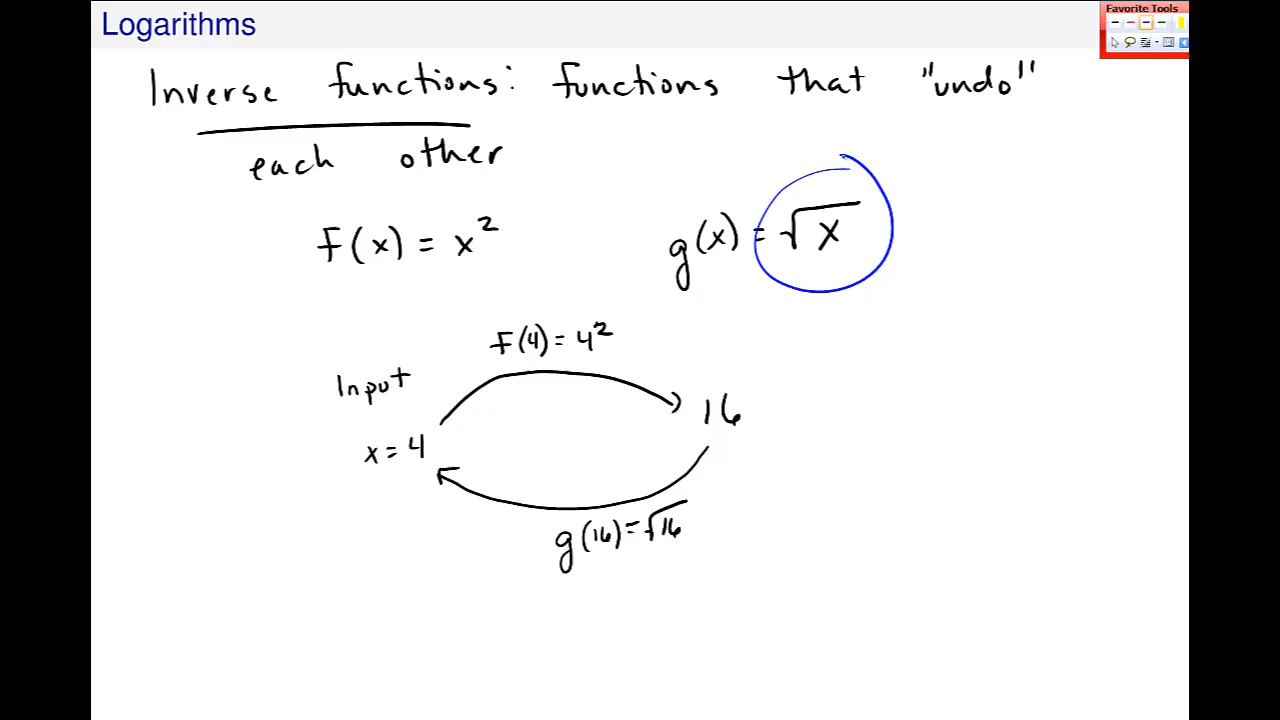 Logarithms
Favorite Tools
Inverse functions: functions that "undo"
each other
f(x) = x²
g(x) = √x
f(4) = 4²
Input
16
x = 4
g(16) = √16